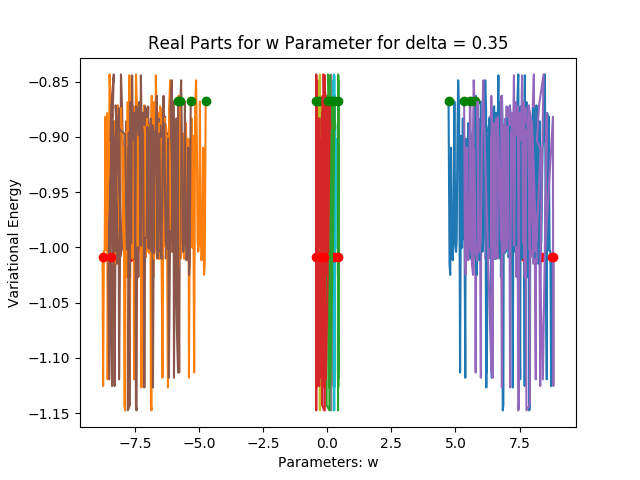 Real Parts for w Parameter for delta = 0.35
Variational Energy
−0.85
−0.90
−0.95
−1.00
−1.05
−1.10
−1.15
−7.5 −5.0 −2.5 0.0 2.5 5.0 7.5
Parameters: w